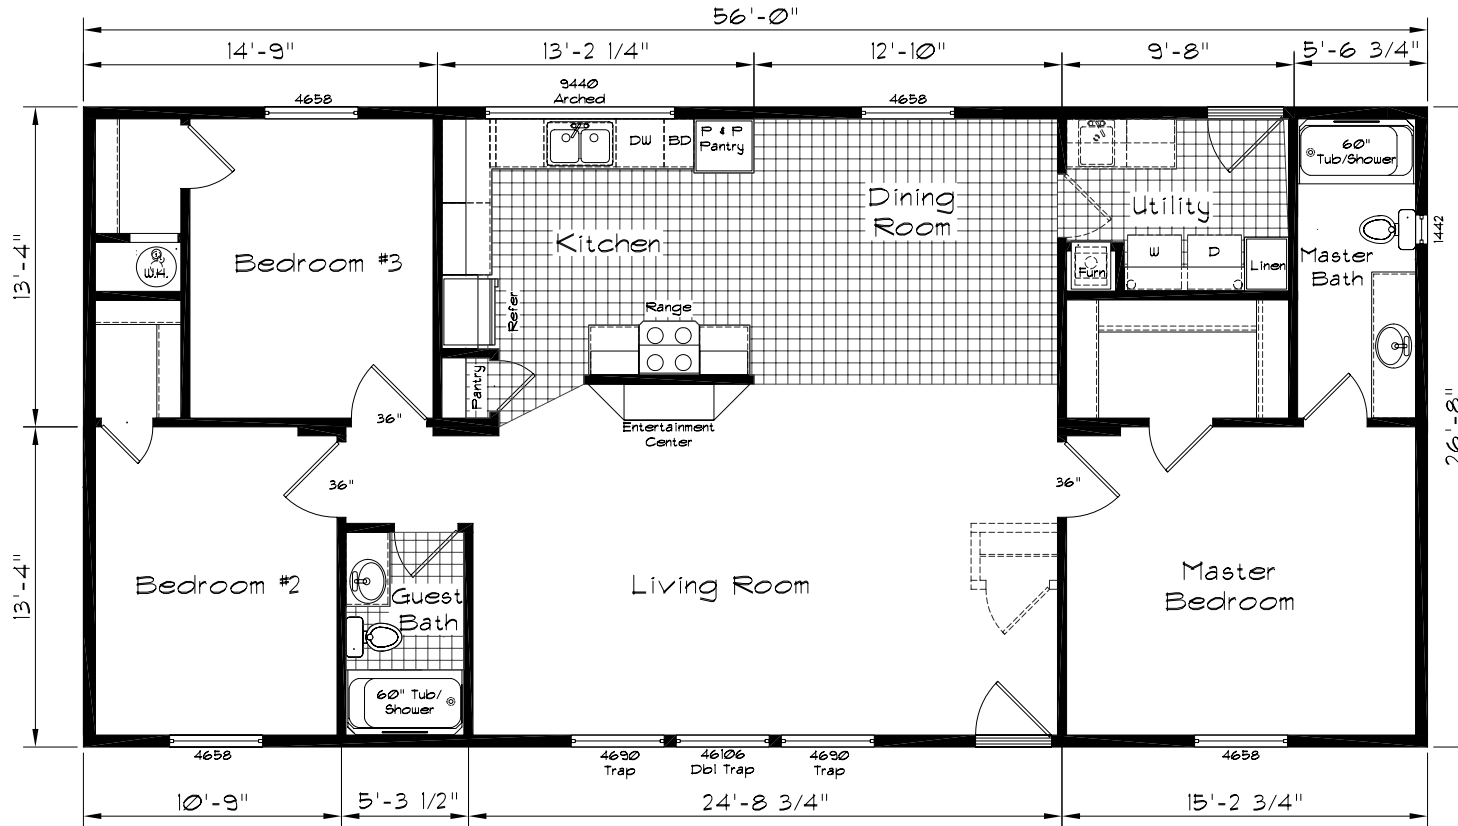 56'-0"
14'-9"
13'-2 1/4"
12'-10"
9'-8"
5'-6 3/4"
4658
9440
Arched
4658
DW
BD
P & P
Pantry
60"
Tub/Shower
Dining
Room
Utility
1442
Kitchen
Bedroom #3
W.H.
W
D
Linen
Furn
Master
Bath
13'-4"
Refer
Range
Pantry
36"
Entertainment
Center
26'-8"
36"
36"
13'-4"
Bedroom #2
Guest
Bath
Living Room
Master
Bedroom
60" Tub/
Shower
4658
4690
Trap
46106
Dbl Trap
4690
Trap
4658
10'-9"
5'-3 1/2"
24'-8 3/4"
15'-2 3/4"